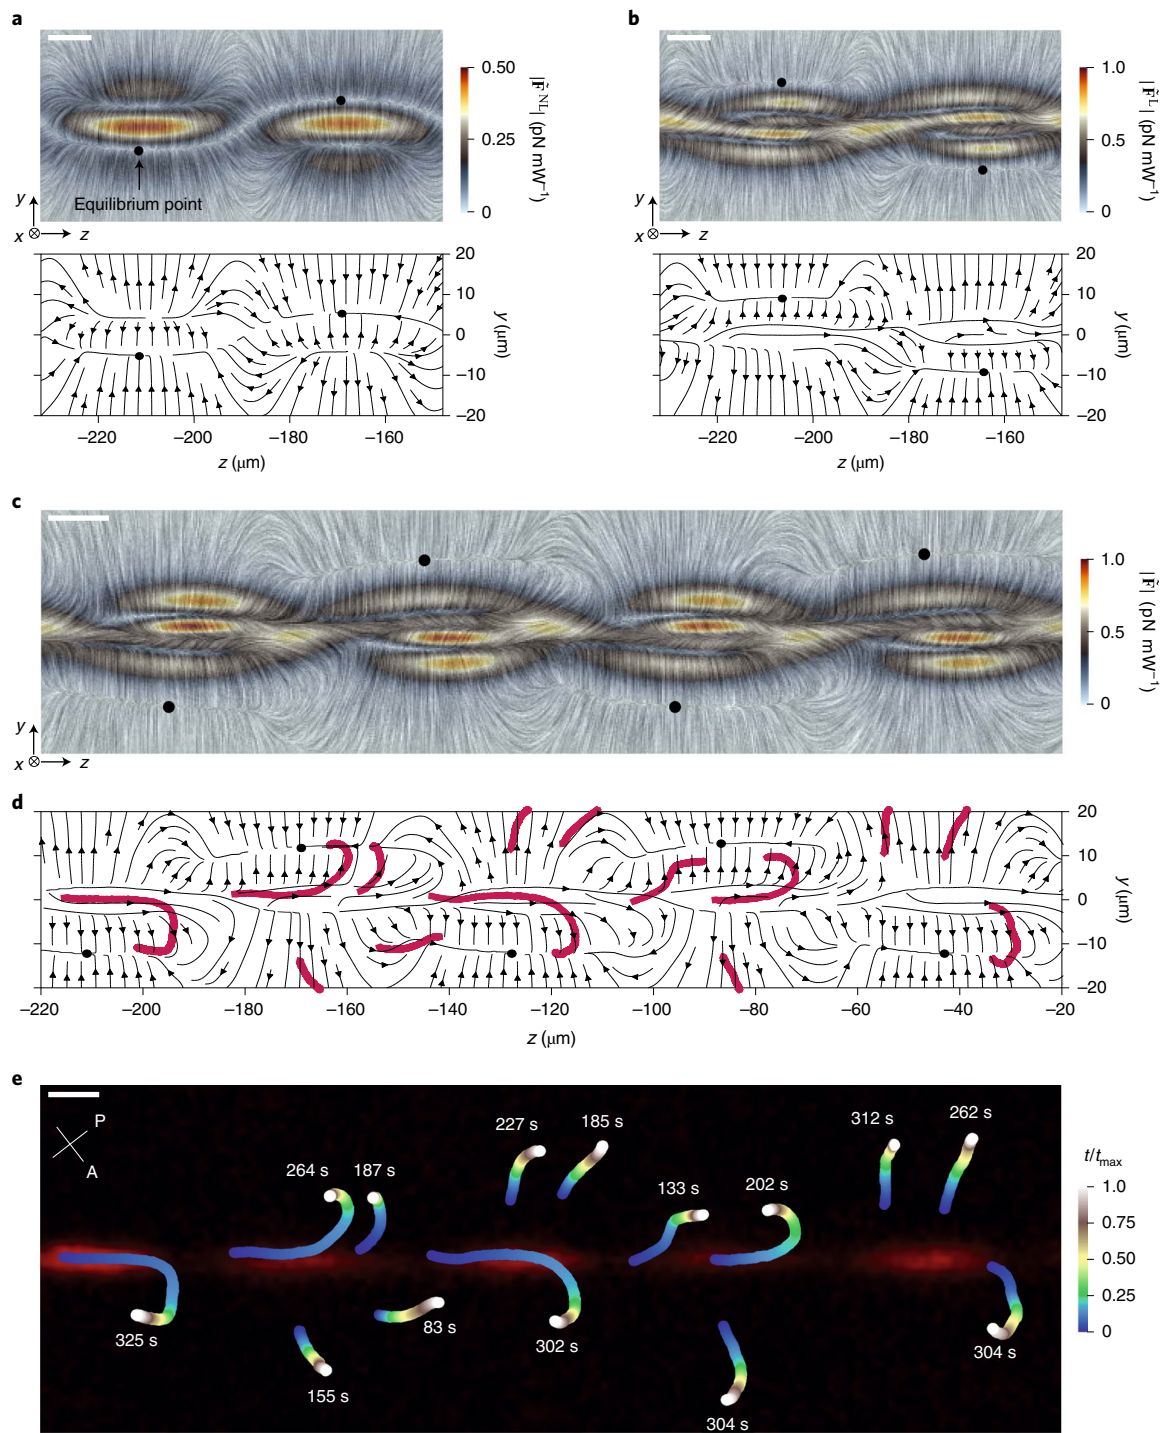 a
b
0.50
0.25
0
|F̃ᴺᴸ| (pN mW⁻¹)
1.0
0.5
0
|F̃ᴸ| (pN mW⁻¹)
Equilibrium point
y
x
z
y
x
z
20
10
0
−10
−20
y (μm)
−220
−200
−180
−160
z (μm)
20
10
0
−10
−20
y (μm)
−220
−200
−180
−160
z (μm)
c
1.0
0.5
0
|F̃| (pN mW⁻¹)
y
x
z
d
20
10
0
−10
−20
y (μm)
−220
−200
−180
−160
−140
−120
−100
−80
−60
−40
−20
z (μm)
e
P
A
227 s
185 s
312 s
262 s
264 s
187 s
133 s
202 s
325 s
155 s
83 s
302 s
304 s
304 s
t/tmax
1.0
0.75
0.50
0.25
0